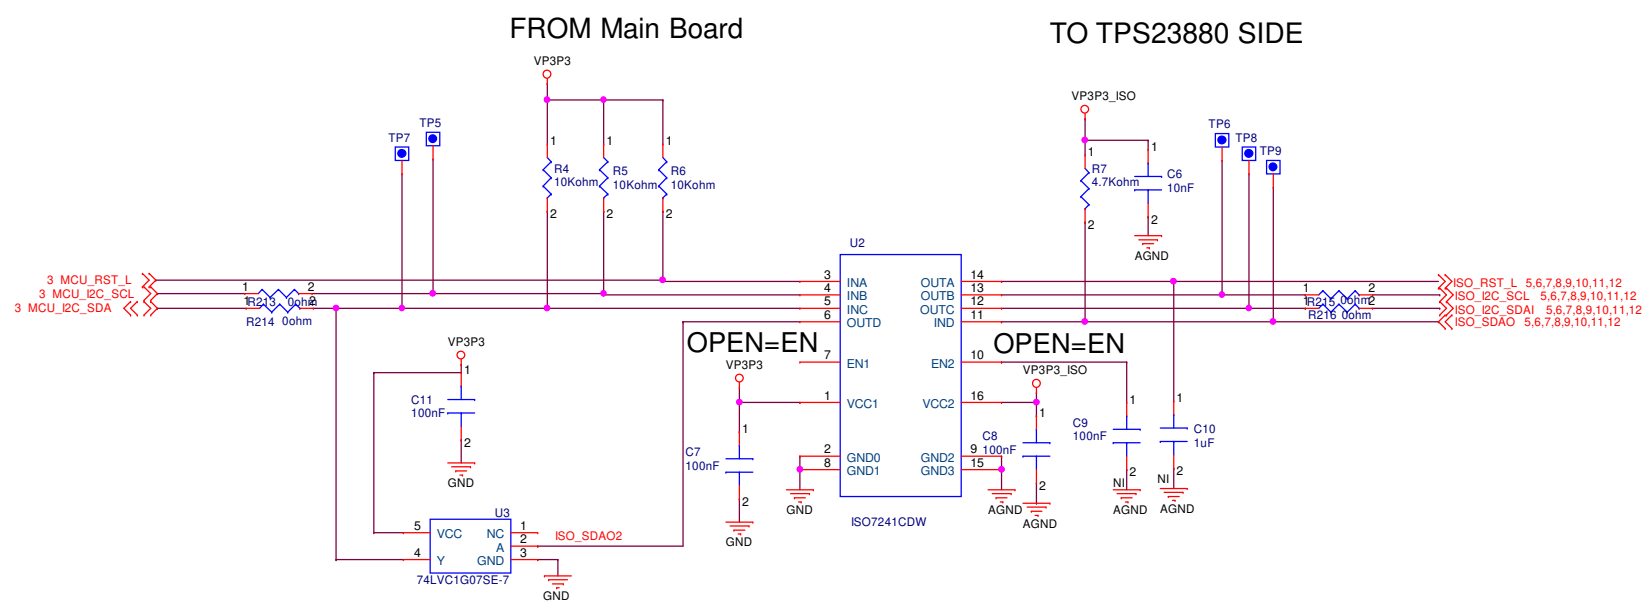 FROM Main Board
TO TPS23880 SIDE
VP3P3
VP3P3_ISO
TP7
TP5
TP6
TP8
TP9
1
1
1
1
1
R4
10Kohm
R5
10Kohm
R6
10Kohm
R7
4.7Kohm
C6
10nF
2
2
2
2
2
AGND
U2
3 MCU_RST_L
3 MCU_I2C_SCL
3 MCU_I2C_SDA
1
2
R213 0ohm
1
2
R214 0ohm
3 INA
4 INB
5 INC
6 OUTD
7 EN1
1 VCC1
2 GND0
8 GND1
OUTA 14
OUTB 13
OUTC 12
IND 11
EN2 10
VCC2 16
GND2 9
GND3 15
ISO7241CDW
1
2
R215 0ohm
1
2
R216 0ohm
ISO_RST_L 5,6,7,8,9,10,11,12
ISO_I2C_SCL 5,6,7,8,9,10,11,12
ISO_I2C_SDAI 5,6,7,8,9,10,11,12
ISO_SDAO 5,6,7,8,9,10,11,12
OPEN=EN
OPEN=EN
VP3P3
1
C11
100nF
2
GND
VP3P3
1
C7
100nF
2
GND
GND
VP3P3_ISO
1
C8
100nF
2
AGND
AGND
1
C9
100nF
2
NI
AGND
1
C10
1uF
2
NI
AGND
U3
5 VCC
4 Y
NC 1
A 2
GND 3
74LVC1G07SE-7
ISO_SDAO2
GND